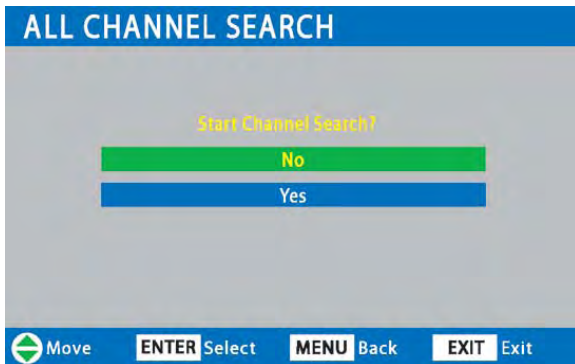 ALL CHANNEL SEARCH
Start Channel Search?
No
Yes
Move ENTER Select MENU Back EXIT Exit